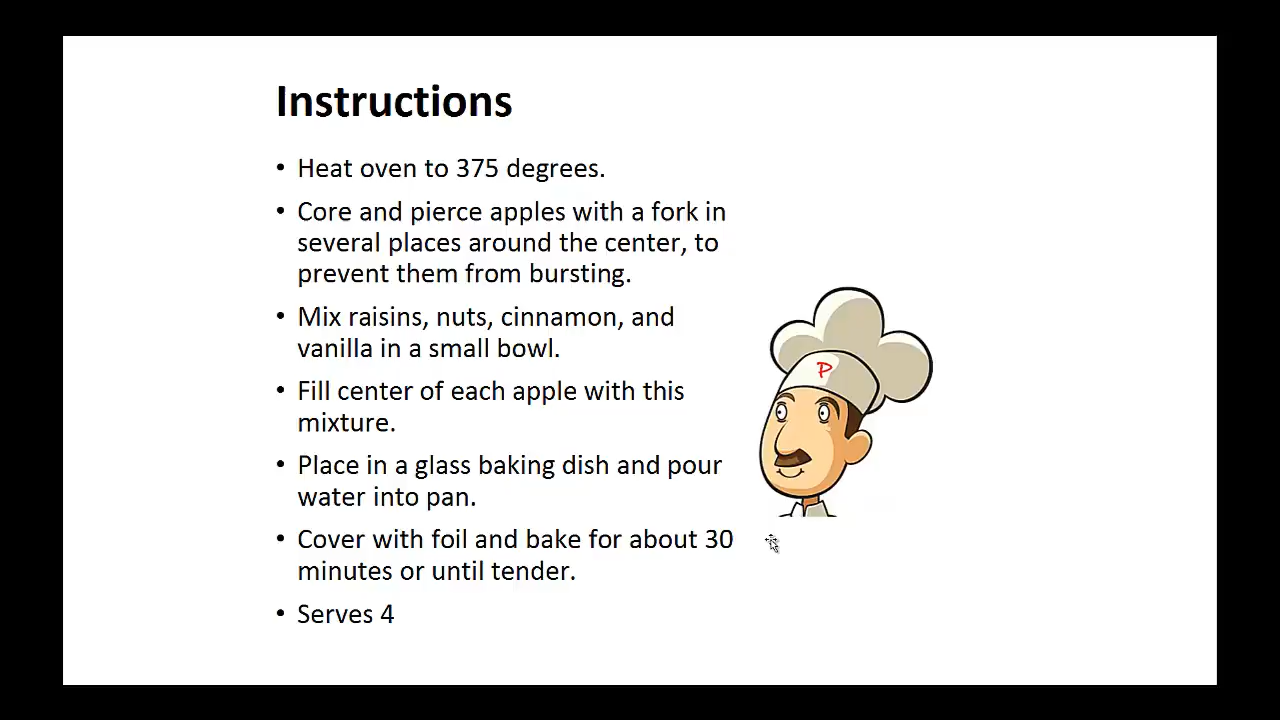 Instructions
• Heat oven to 375 degrees.
• Core and pierce apples with a fork in
several places around the center, to
prevent them from bursting.
• Mix raisins, nuts, cinnamon, and
vanilla in a small bowl.
P
• Fill center of each apple with this
mixture.
• Place in a glass baking dish and pour
water into pan.
• Cover with foil and bake for about 30
minutes or until tender.
• Serves 4